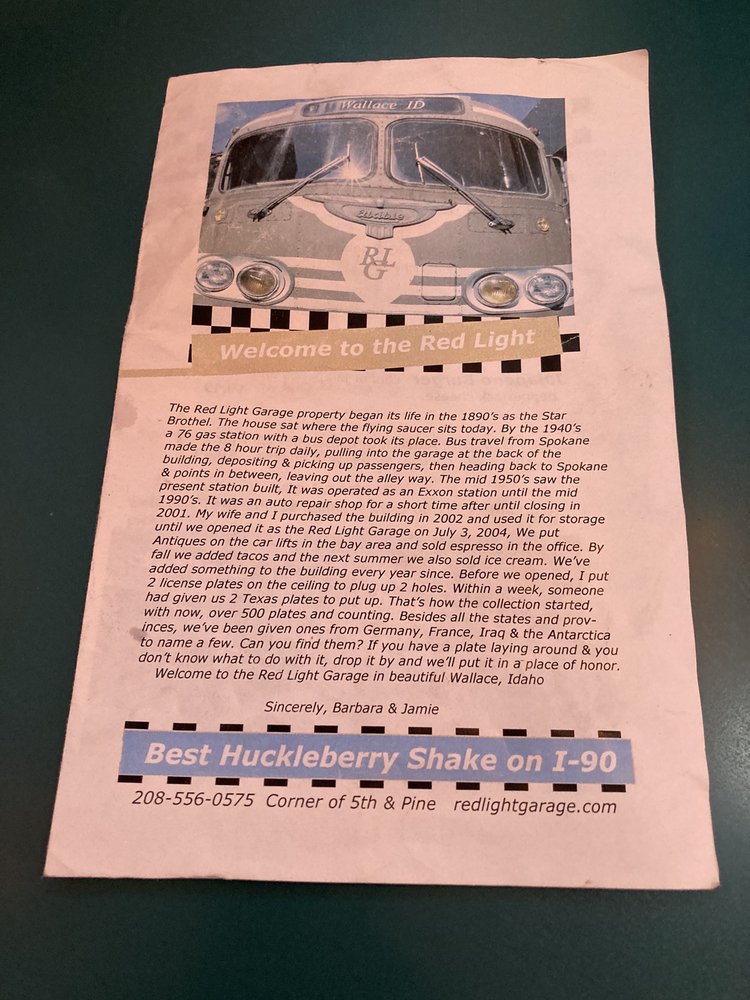 Wallace ID
RL
G
Welcome to the Red Light
The Red Light Garage property began its life in the 1890's as the Star
Brothel. The house sat where the flying saucer sits today. By the 1940's
a 76 gas station with a bus depot took its place. Bus travel from Spokane
made the 8 hour trip daily, pulling into the garage at the back of the
building, depositing & picking up passengers, then heading back to Spokane
& points in between, leaving out the alley way. The mid 1950's saw the
present station built, It was operated as an Exxon station until the mid
1990's. It was an auto repair shop for a short time after until closing in
2001. My wife and I purchased the building in 2002 and used it for storage
until we opened it as the Red Light Garage on July 3, 2004, We put
Antiques on the car lifts in the bay area and sold espresso in the office. By
fall we added tacos and the next summer we also sold ice cream. We've
added something to the building every year since. Before we opened, I put
2 license plates on the ceiling to plug up 2 holes. Within a week, someone
had given us 2 Texas plates to put up. That's how the collection started,
with now, over 500 plates and counting. Besides all the states and prov-
inces, we've been given ones from Germany, France, Iraq & the Antarctica
to name a few. Can you find them? If you have a plate laying around & you
don't know what to do with it, drop it by and we'll put it in a place of honor.
Welcome to the Red Light Garage in beautiful Wallace, Idaho
Sincerely, Barbara & Jamie
Best Huckleberry Shake on I-90
208-556-0575 Corner of 5th & Pine redlightgarage.com